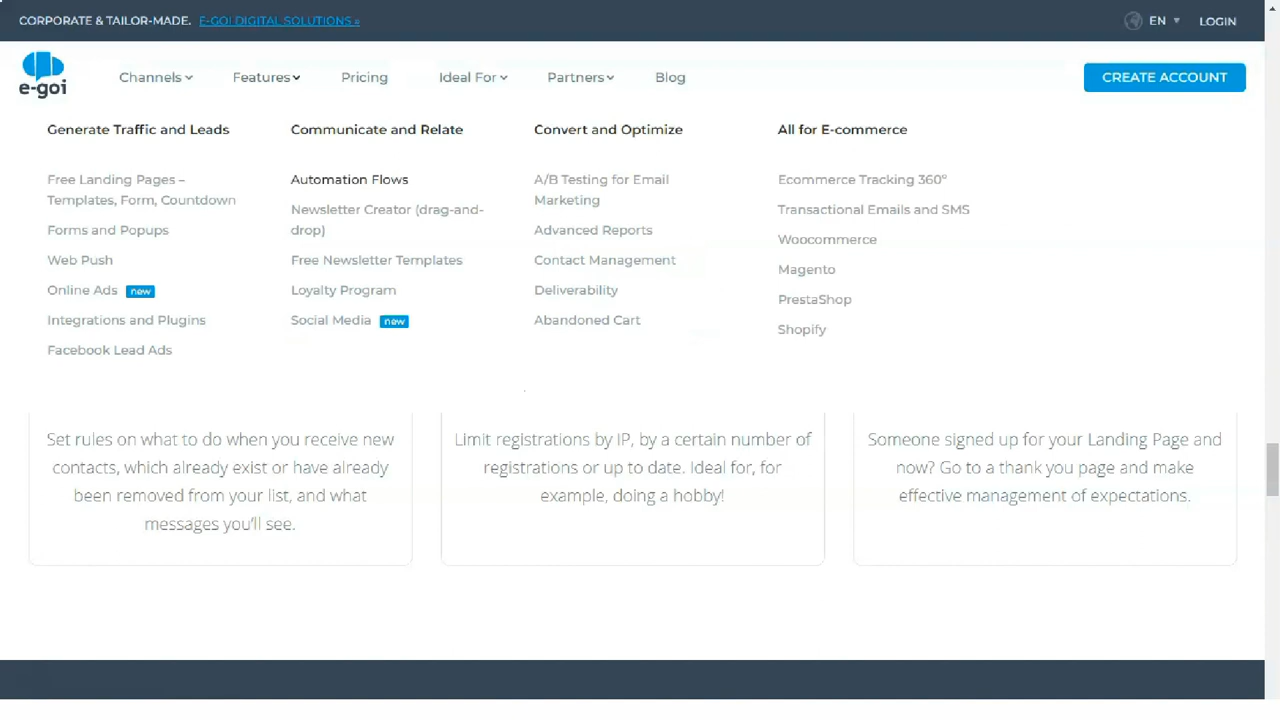 CORPORATE & TAILOR-MADE. E-GOI DIGITAL SOLUTIONS »
EN
LOGIN
e-goi
Channels
Features
Pricing
Ideal For
Partners
Blog
CREATE ACCOUNT
Generate Traffic and Leads
Free Landing Pages –
Templates, Form, Countdown
Forms and Popups
Web Push
Online Ads new
Integrations and Plugins
Facebook Lead Ads
Communicate and Relate
Automation Flows
Newsletter Creator (drag-and-
drop)
Free Newsletter Templates
Loyalty Program
Social Media new
Convert and Optimize
A/B Testing for Email
Marketing
Advanced Reports
Contact Management
Deliverability
Abandoned Cart
All for E-commerce
Ecommerce Tracking 360º
Transactional Emails and SMS
Woocommerce
Magento
PrestaShop
Shopify
Set rules on what to do when you receive new
contacts, which already exist or have already
been removed from your list, and what
messages you'll see.
Limit registrations by IP, by a certain number of
registrations or up to date. Ideal for, for
example, doing a hobby!
Someone signed up for your Landing Page and
now? Go to a thank you page and make
effective management of expectations.